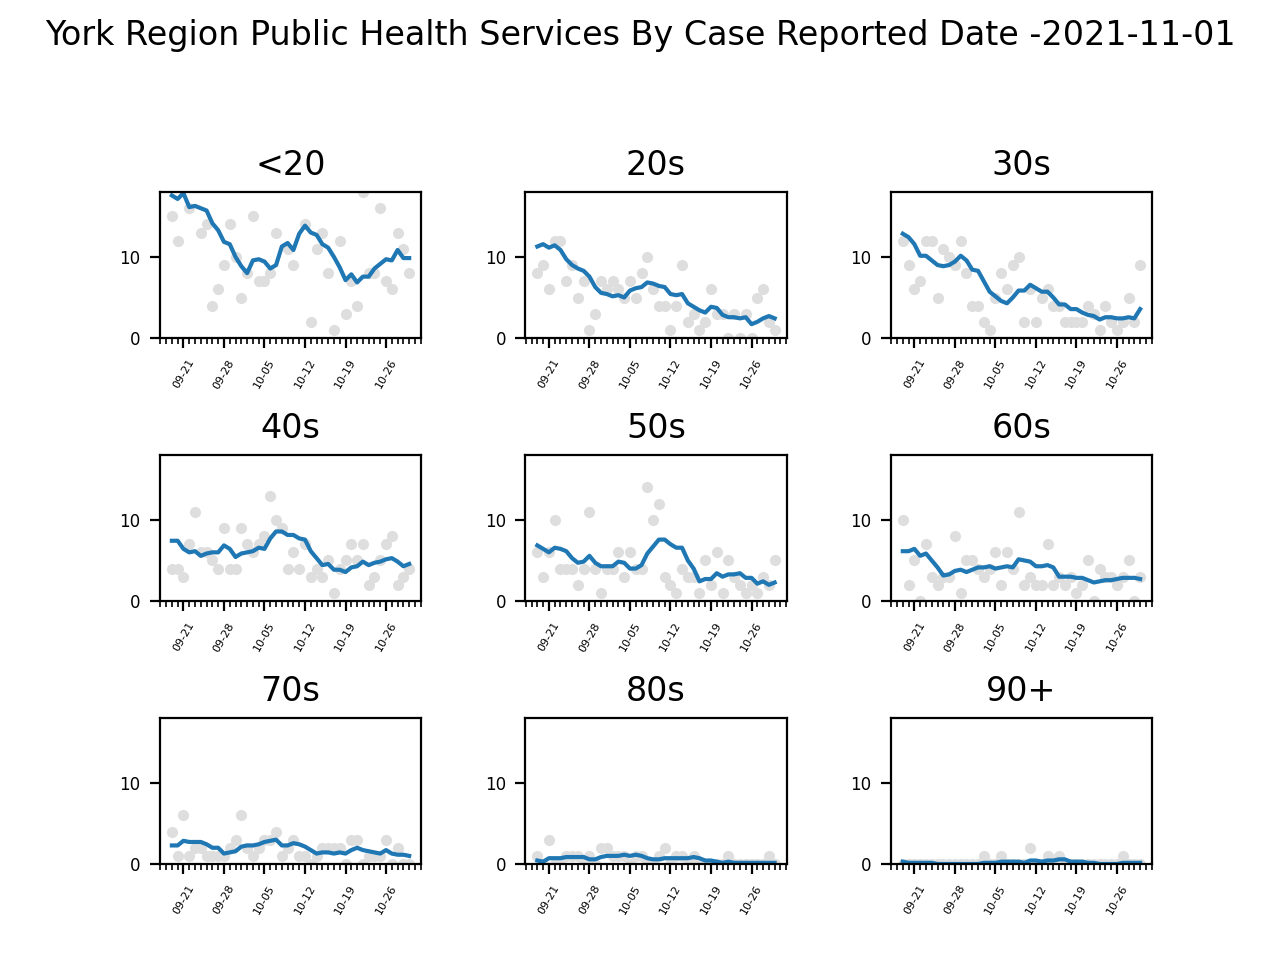 York Region Public Health Services By Case Reported Date -2021-11-01
<20 20s 30s
10 10 10
0 0 0
09-21 09-28 10-05 10-12 10-19 10-26 09-21 09-28 10-05 10-12 10-19 10-26 09-21 09-28 10-05 10-12 10-19 10-26
40s 50s 60s
10 10 10
0 0 0
09-21 09-28 10-05 10-12 10-19 10-26 09-21 09-28 10-05 10-12 10-19 10-26 09-21 09-28 10-05 10-12 10-19 10-26
70s 80s 90+
10 10 10
0 0 0
09-21 09-28 10-05 10-12 10-19 10-26 09-21 09-28 10-05 10-12 10-19 10-26 09-21 09-28 10-05 10-12 10-19 10-26